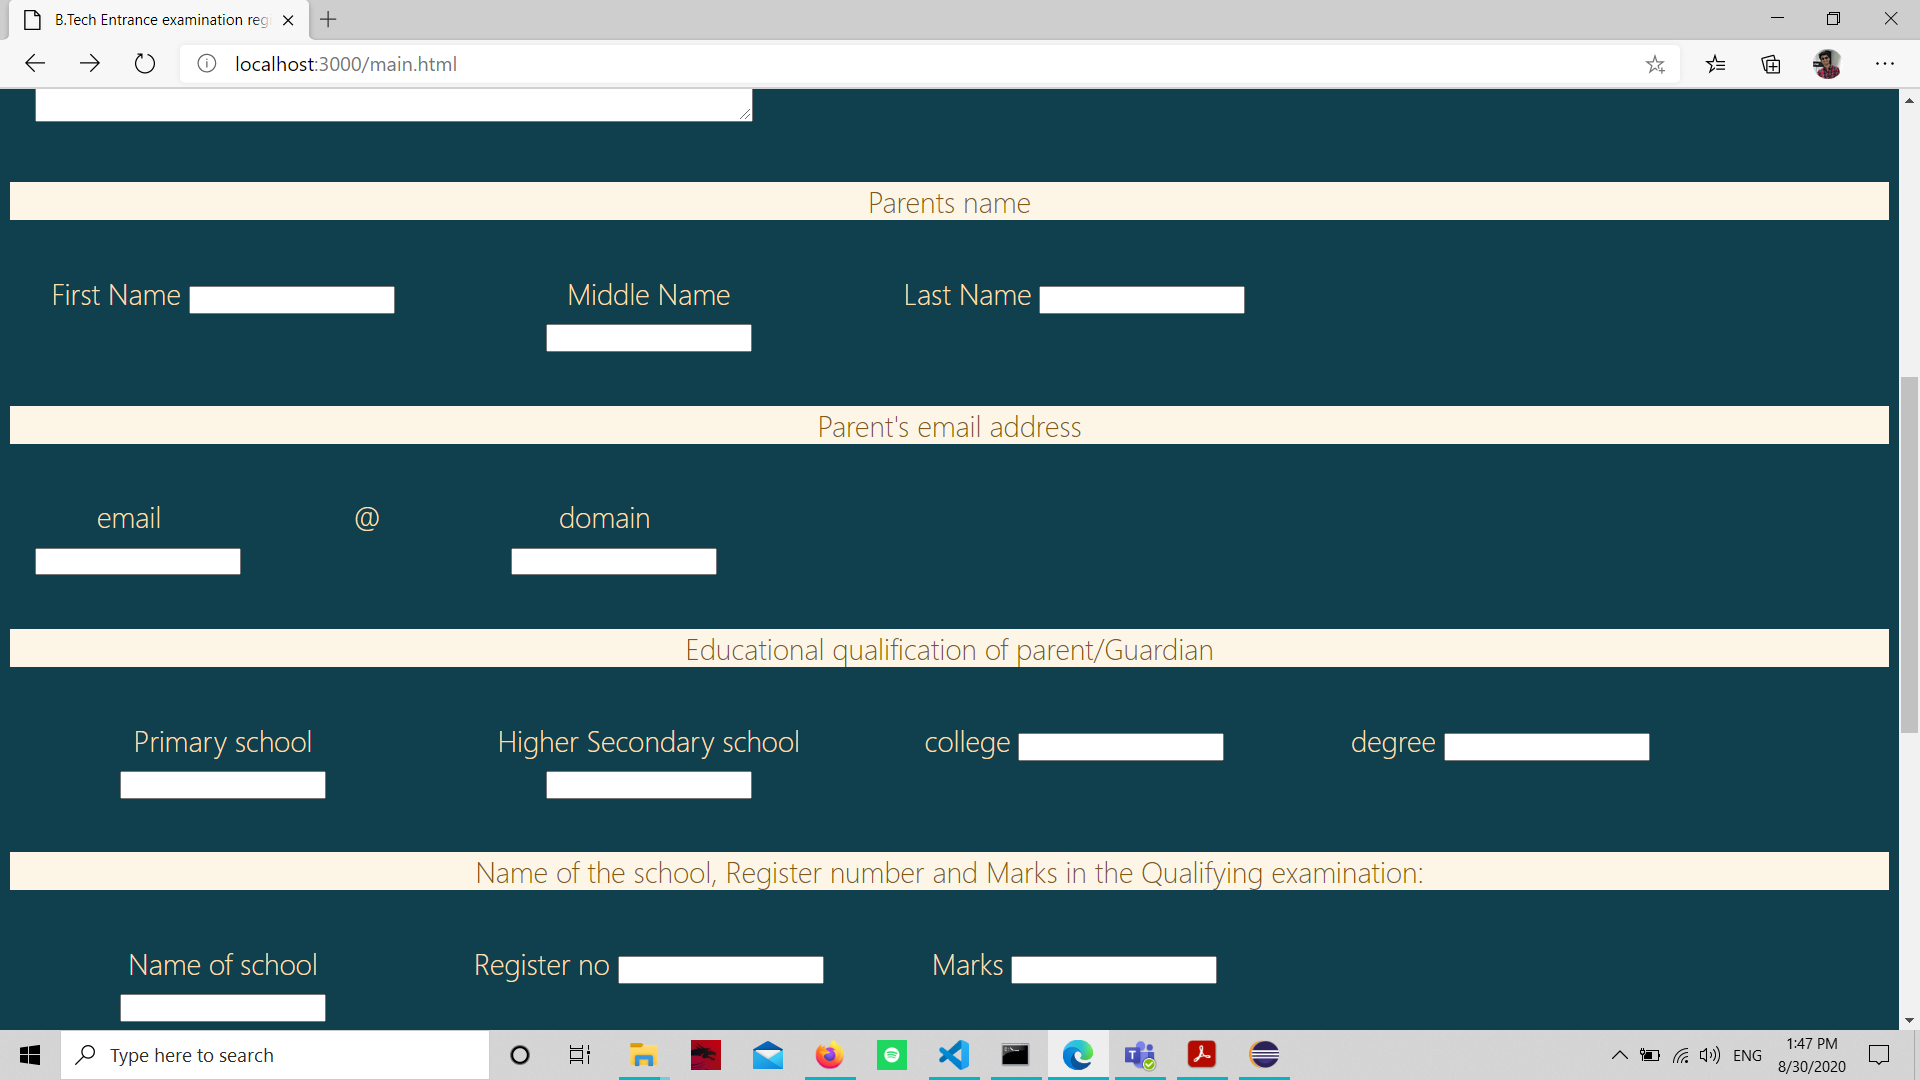 B.Tech Entrance examination reg
localhost:3000/main.html
Parents name
First Name
Middle Name
Last Name
Parent's email address
email
@
domain
Educational qualification of parent/Guardian
Primary school
Higher Secondary school
college
degree
Name of the school, Register number and Marks in the Qualifying examination:
Name of school
Register no
Marks
Type here to search
ENG
1:47 PM
8/30/2020